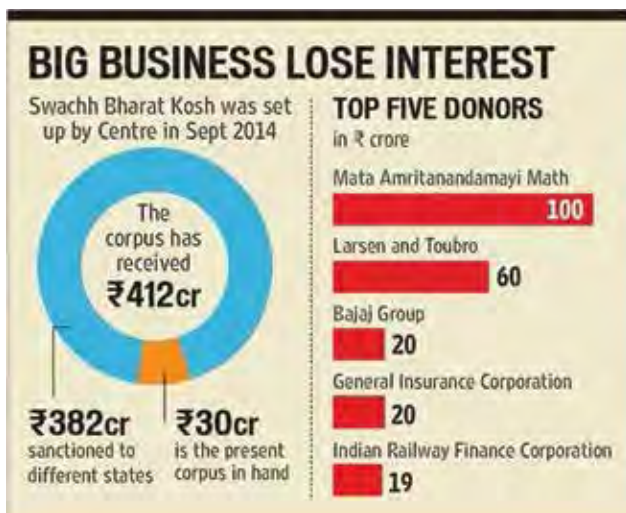 BIG BUSINESS LOSE INTEREST
Swachh Bharat Kosh was set
up by Centre in Sept 2014
The
corpus has
received
₹412cr
₹382cr
sanctioned to
different states
₹30cr
is the present
corpus in hand
TOP FIVE DONORS
in ₹ crore
Mata Amritanandamayi Math
100
Larsen and Toubro
60
Bajaj Group
20
General Insurance Corporation
20
Indian Railway Finance Corporation
19